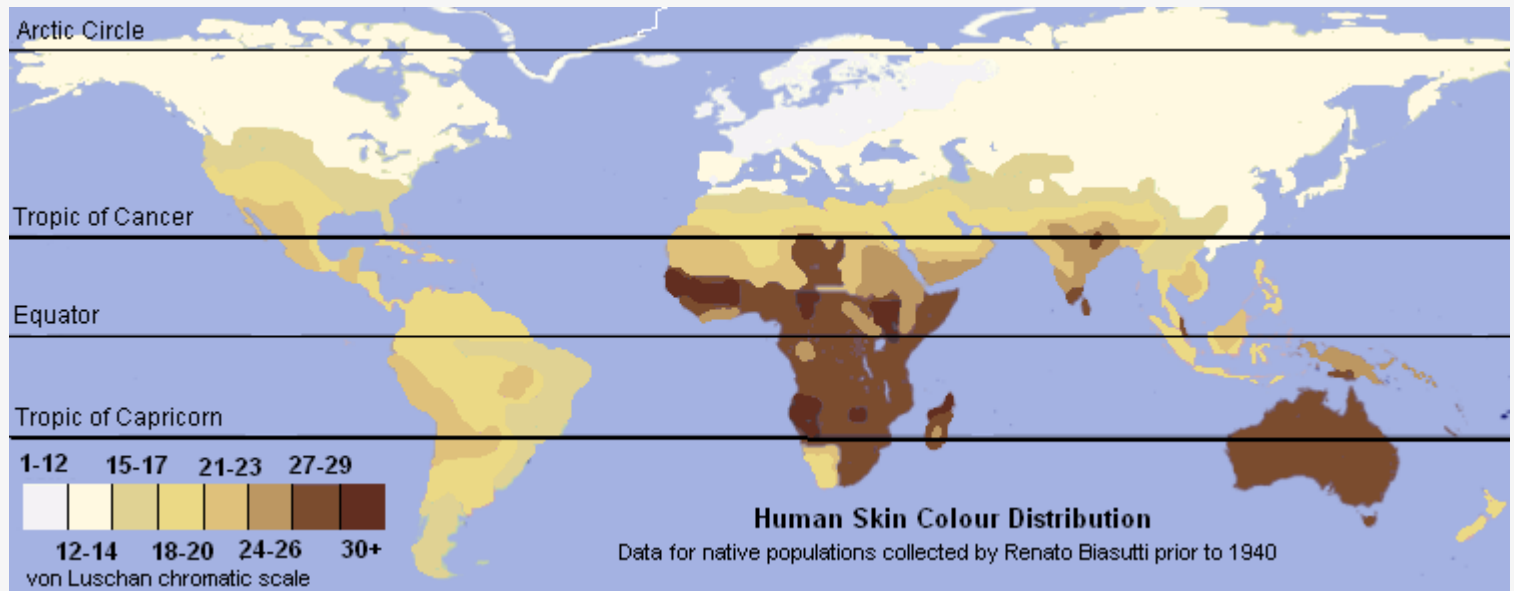 Arctic Circle
Tropic of Cancer
Equator
Tropic of Capricorn
1-12 15-17 21-23 27-29
12-14 18-20 24-26 30+
von Luschan chromatic scale
Human Skin Colour Distribution
Data for native populations collected by Renato Biasutti prior to 1940